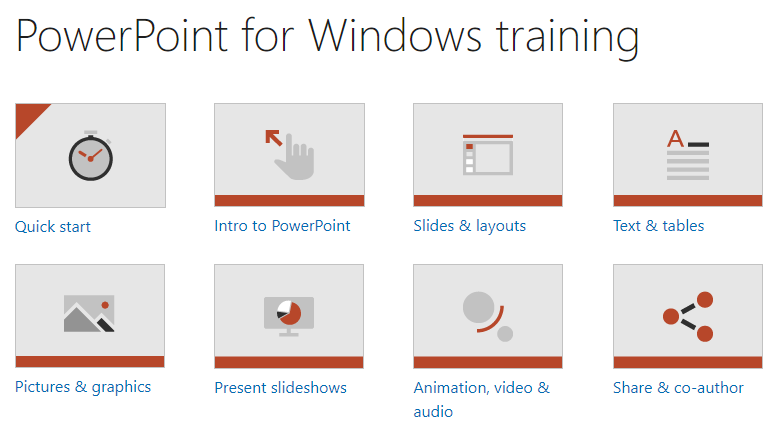 PowerPoint for Windows training
Quick start
Intro to PowerPoint
Slides & layouts
A
Text & tables
Pictures & graphics
Present slideshows
Animation, video &
audio
Share & co-author